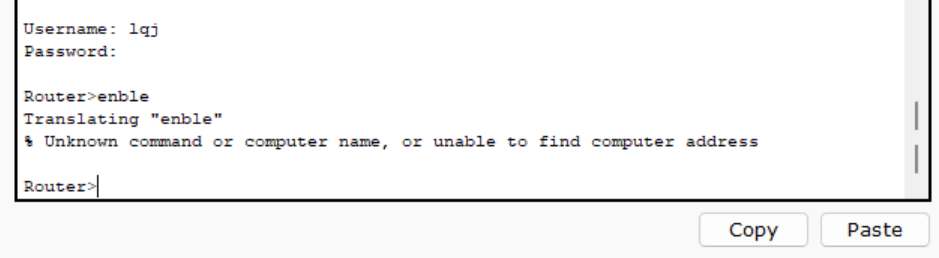 Username: lqj
Password:
Router>enble
Translating "enble"
% Unknown command or computer name, or unable to find computer address
Router>
Copy Paste